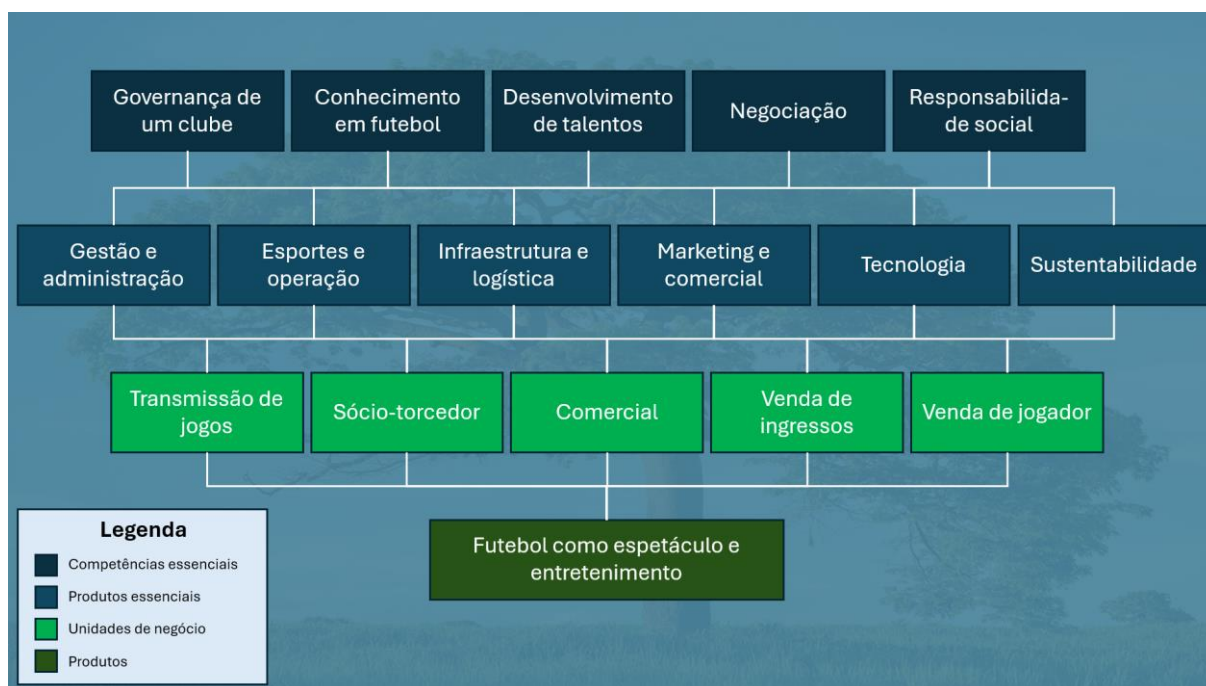 Governança de
um clube
Conhecimento
em futebol
Desenvolvimento
de talentos
Negociação
Responsabilida-
de social
Gestão e
administração
Esportes e
operação
Infraestrutura e
logística
Marketing e
comercial
Tecnologia
Sustentabilidade
Transmissão de
jogos
Sócio-torcedor
Comercial
Venda de
ingressos
Venda de jogador
Futebol como espetáculo e
entretenimento
Legenda
Competências essenciais
Produtos essenciais
Unidades de negócio
Produtos